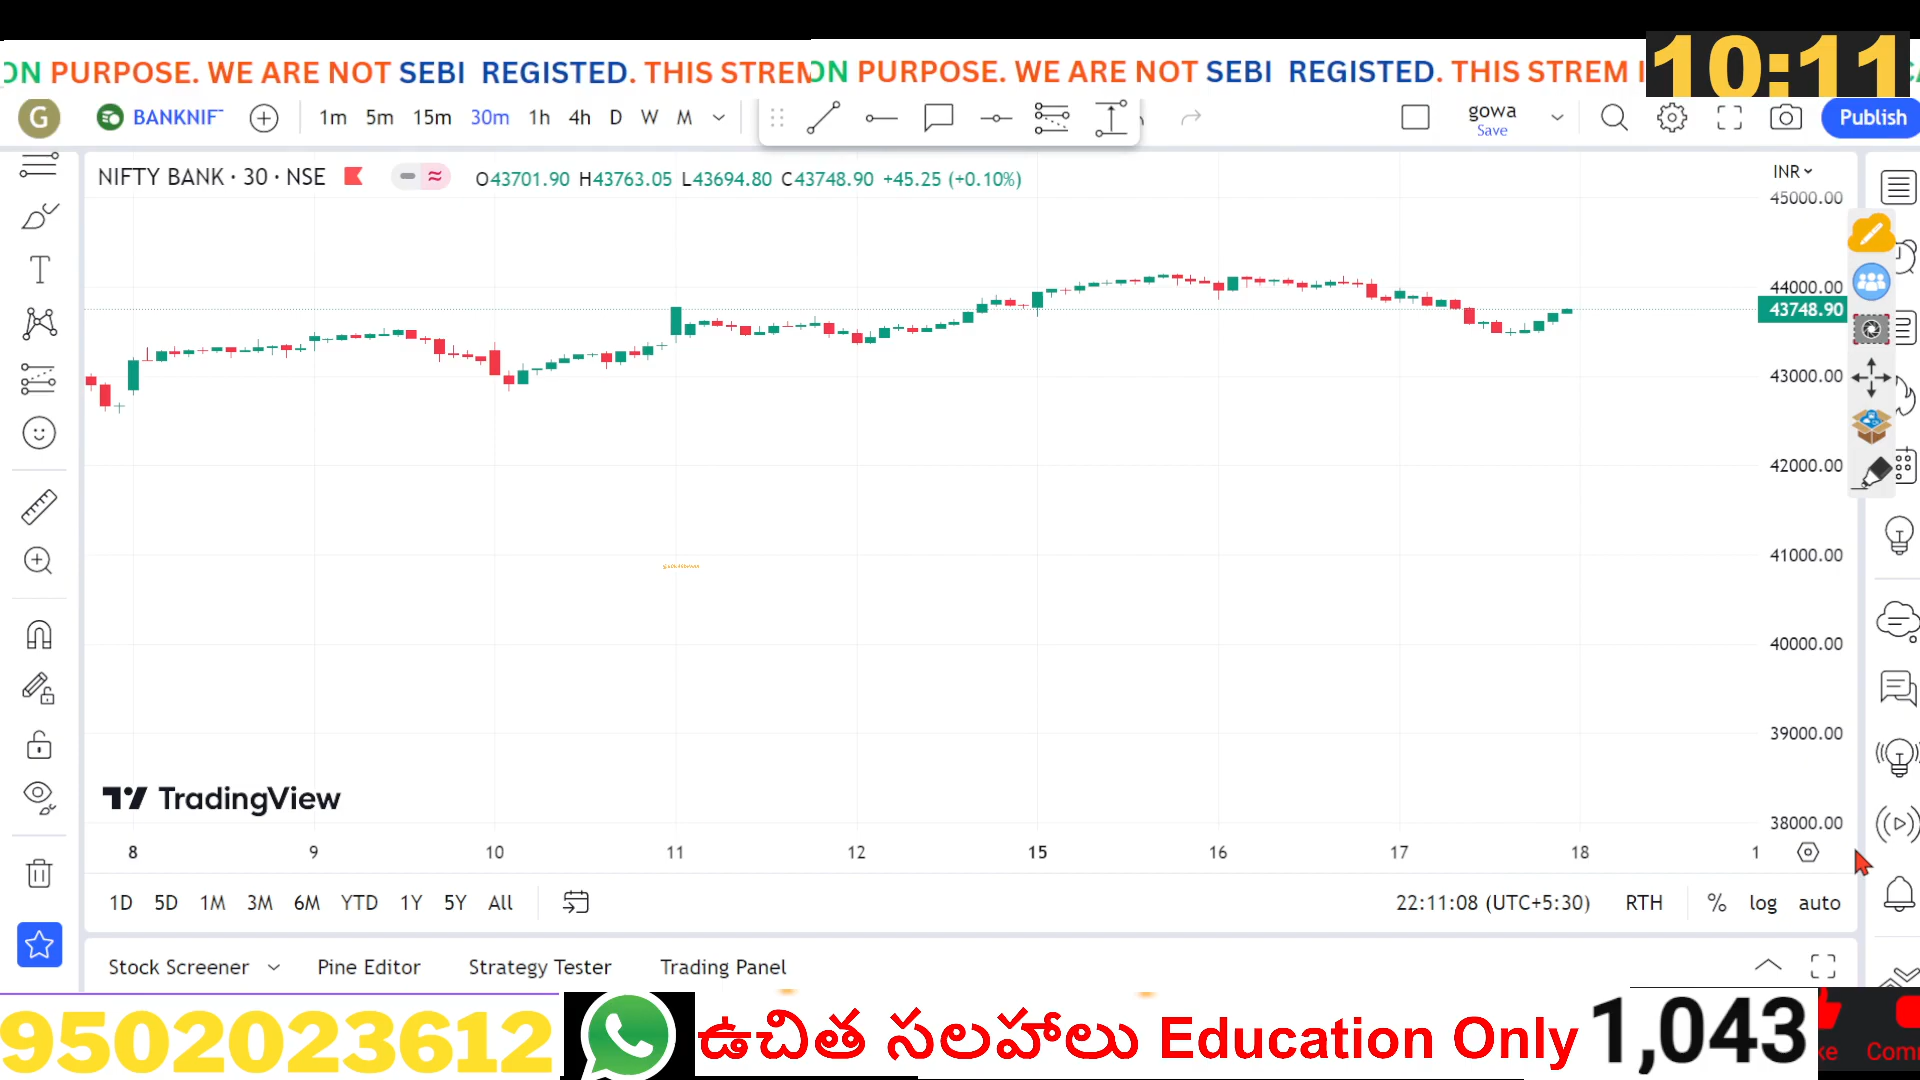 ON PURPOSE. WE ARE NOT SEBI REGISTED. THIS STREM
ON PURPOSE. WE ARE NOT SEBI REGISTED. THIS STREM
10:11
G BANKNIF 1m 5m 15m 30m 1h 4h D W M gowa Save Publish
NIFTY BANK · 30 · NSE O43701.90 H43763.05 L43694.80 C43748.90 +45.25 (+0.10%)
INR
45000.00
44000.00
43748.90
43000.00
42000.00
41000.00
40000.00
39000.00
38000.00
TradingView
8 9 10 11 12 15 16 17 18 1
1D 5D 1M 3M 6M YTD 1Y 5Y All 22:11:08 (UTC+5:30) RTH % log auto
Stock Screener Pine Editor Strategy Tester Trading Panel
9502023612 ఉచిత సలహాలు Education Only 1,043
ke Com